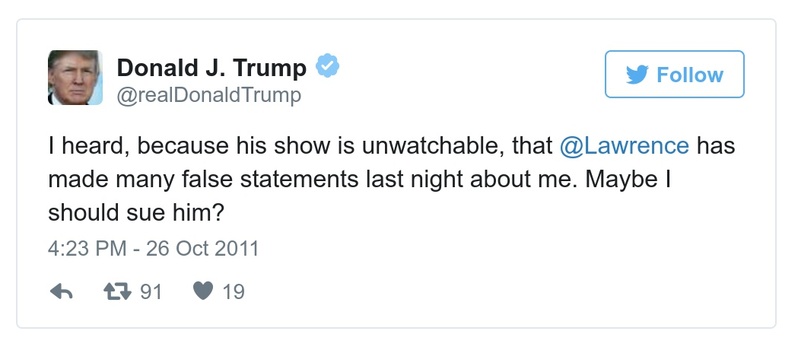 Donald J. Trump
@realDonaldTrump
Follow
I heard, because his show is unwatchable, that @Lawrence has
made many false statements last night about me. Maybe I
should sue him?
4:23 PM - 26 Oct 2011
91 19